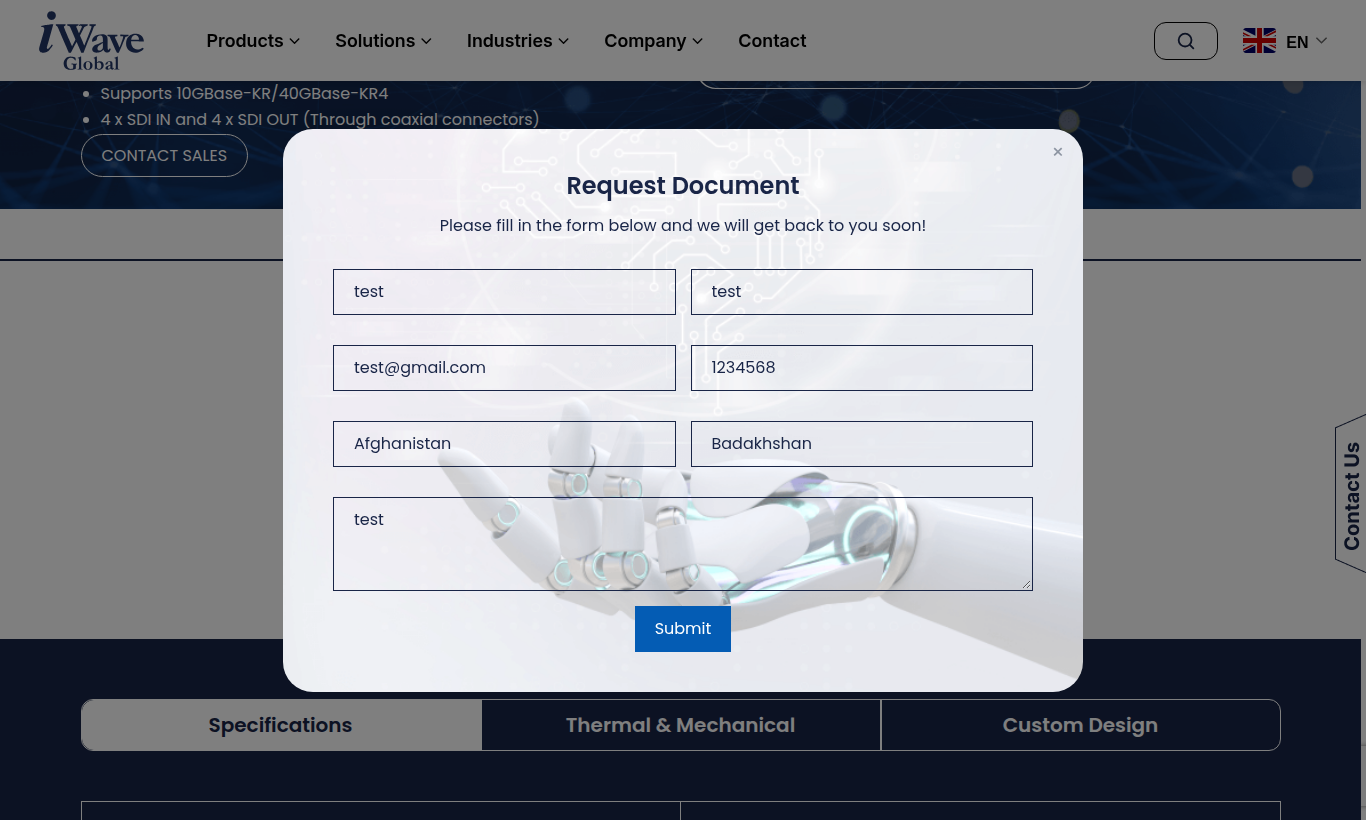 iWave
Global
Products
Solutions
Industries
Company
Contact
EN
Supports 10GBase-KR/40GBase-KR4
4 x SDI IN and 4 x SDI OUT (Through coaxial connectors)
CONTACT SALES
×
Request Document
Please fill in the form below and we will get back to you soon!
test
test
test@gmail.com
1234568
Afghanistan
Badakhshan
test
Submit
Contact Us
Specifications
Thermal & Mechanical
Custom Design